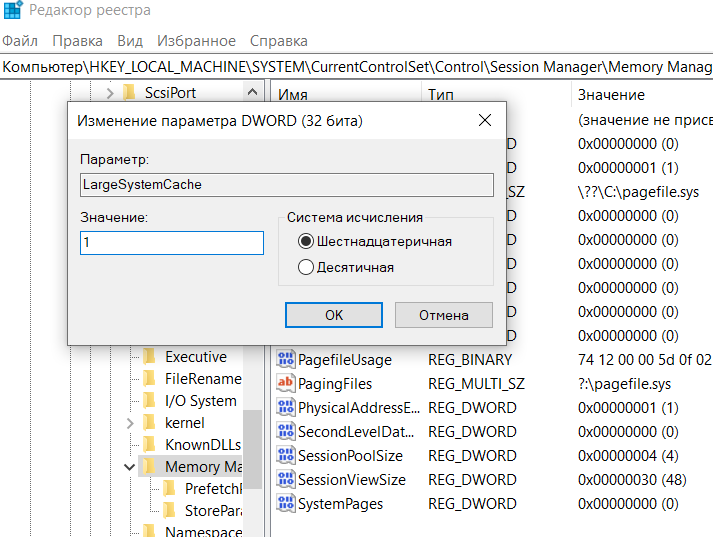 Редактор реестра
Файл Правка Вид Избранное Справка
Компьютер\HKEY_LOCAL_MACHINE\SYSTEM\CurrentControlSet\Control\Session Manager\Memory Manag
ScsiPort
Имя Тип Значение
Изменение параметра DWORD (32 бита)
(значение не присв
Параметр:
D 0x00000000 (0)
D 0x00000001 (1)
LargeSystemCache
_SZ \??\C:\pagefile.sys
Значение:
Система исчисления
D 0x00000000 (0)
1
Шестнадцатеричная
D 0x00000000 (0)
Десятичная
D 0x00000000 (0)
D 0x00000000 (0)
OK Отмена
D 0x00000000 (0)
D 0x00000000 (0)
Executive
FileRename
I/O System
kernel
KnownDLLs
Memory Ma
PrefetchP
StorePara
Namespace
PagefileUsage REG_BINARY 74 12 00 00 5d 0f 02
PagingFiles REG_MULTI_SZ ?:\pagefile.sys
PhysicalAddressE... REG_DWORD 0x00000001 (1)
SecondLevelDat... REG_DWORD 0x00000000 (0)
SessionPoolSize REG_DWORD 0x00000004 (4)
SessionViewSize REG_DWORD 0x00000030 (48)
SystemPages REG_DWORD 0x00000000 (0)